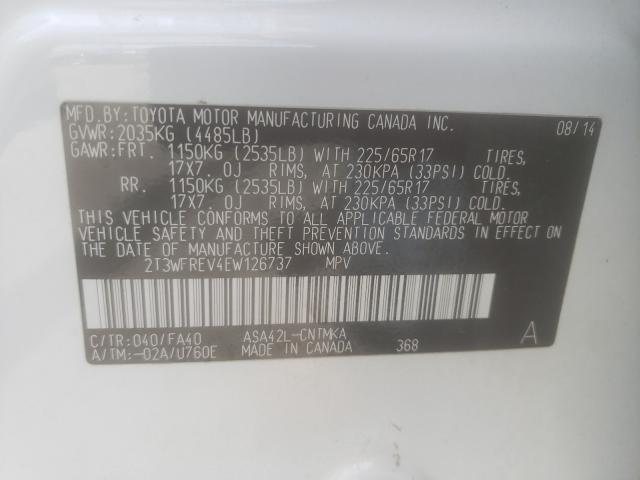 MFD.BY:TOYOTA MOTOR MANUFACTURING CANADA INC. 08/14
GVWR:2035KG (4485LB)
GAWR:FRT. 1150KG (2535LB) WITH 225/65R17 TIRES,
17X7.0J RIMS, AT 230KPA (33PSI) COLD.
RR. 1150KG (2535LB) WITH 225/65R17 TIRES,
17X7.0J RIMS, AT 230KPA (33PSI) COLD.
THIS VEHICLE CONFORMS TO ALL APPLICABLE FEDERAL MOTOR
VEHICLE SAFETY AND THEFT PREVENTION STANDARDS IN EFFECT ON
THE DATE OF MANUFACTURE SHOWN ABOVE.
2T3WFREV4EW126737 MPV
C/TR:040/FA40 ASA42L-CNTMKA
A/TM:-02A/U760E MADE IN CANADA 368 A